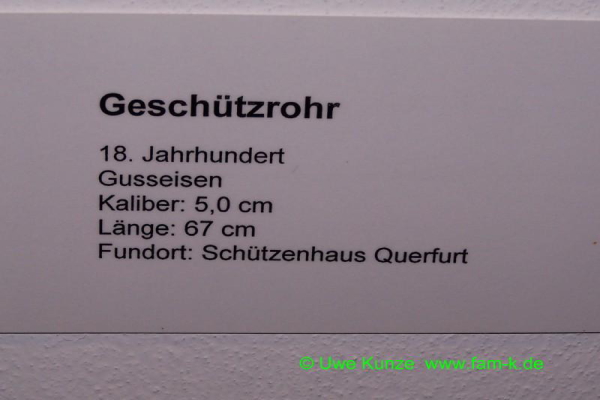 Geschützrohr
18. Jahrhundert
Gusseisen
Kaliber: 5,0 cm
Länge: 67 cm
Fundort: Schützenhaus Querfurt
© Uwe Kunze www.fam-k.de